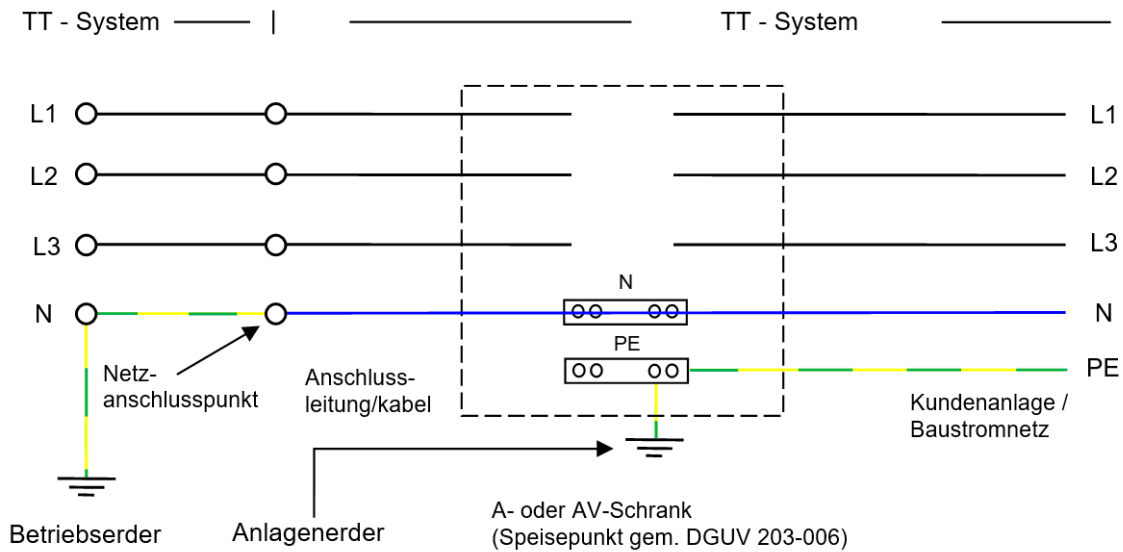 TT - System
TT - System
L1
L1
L2
L2
L3
L3
N
N
N
PE
PE
Netz-
anschlusspunkt
Anschluss-
leitung/kabel
Kundenanlage /
Baustromnetz
Betriebserder
Anlagenerder
A- oder AV-Schrank
(Speisepunkt gem. DGUV 203-006)